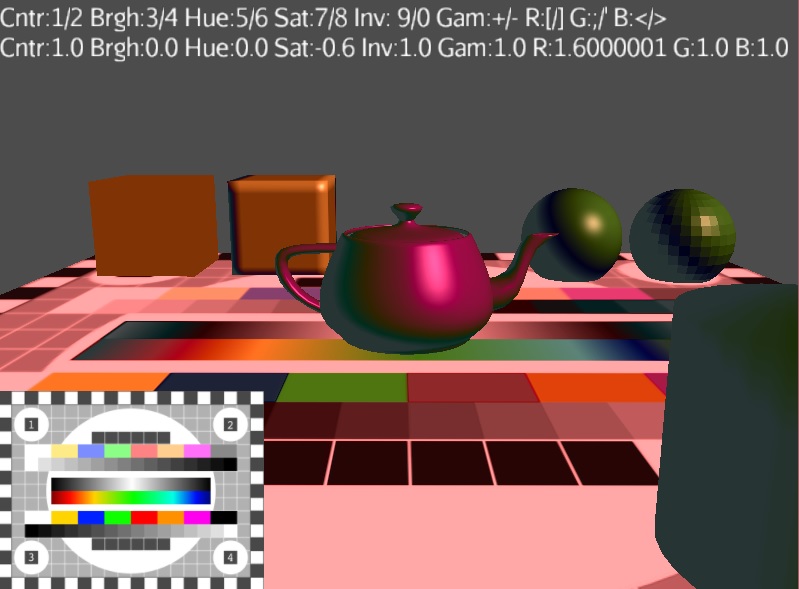 Cntr:1/2 Brgh:3/4 Hue:5/6 Sat:7/8 Inv: 9/0 Gam:+/- R:[/] G:;/' B:</>
Cntr:1.0 Brgh:0.0 Hue:0.0 Sat:-0.6 Inv:1.0 Gam:1.0 R:1.6000001 G:1.0 B:1.0
1 2
3 4